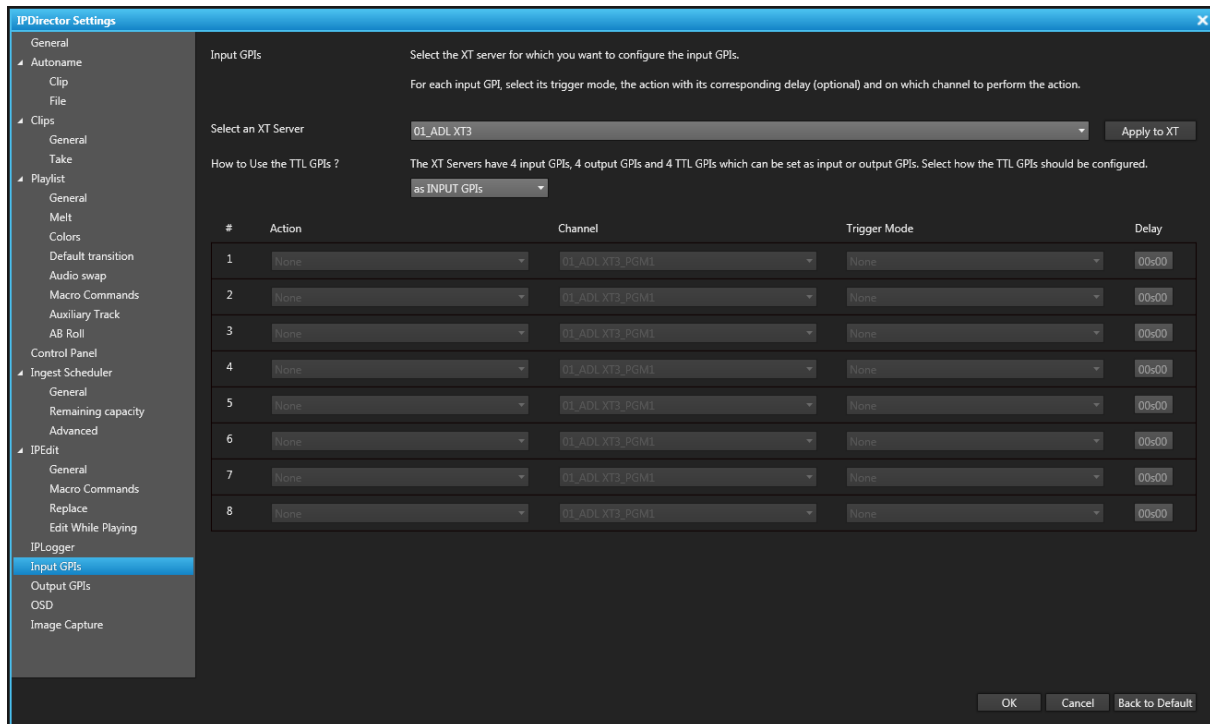 IPDirector Settings
General
Autoname
Clip
File
Clips
General
Take
Playlist
General
Melt
Colors
Default transition
Audio swap
Macro Commands
Auxiliary Track
AB Roll
Control Panel
Ingest Scheduler
General
Remaining capacity
Advanced
IPEdit
General
Macro Commands
Replace
Edit While Playing
IPLogger
Input GPIs
Output GPIs
OSD
Image Capture
Input GPIs Select the XT server for which you want to configure the input GPIs.
For each input GPI, select its trigger mode, the action with its corresponding delay (optional) and on which channel to perform the action.
Select an XT Server 01_ADL XT3 Apply to XT
How to Use the TTL GPIs ? The XT Servers have 4 input GPIs, 4 output GPIs and 4 TTL GPIs which can be set as input or output GPIs. Select how the TTL GPIs should be configured.
as INPUT GPIs
# Action Channel Trigger Mode Delay
1 None 01_ADL XT3_PGM1 None 00s00
2 None 01_ADL XT3_PGM1 None 00s00
3 None 01_ADL XT3_PGM1 None 00s00
4 None 01_ADL XT3_PGM1 None 00s00
5 None 01_ADL XT3_PGM1 None 00s00
6 None 01_ADL XT3_PGM1 None 00s00
7 None 01_ADL XT3_PGM1 None 00s00
8 None 01_ADL XT3_PGM1 None 00s00
OK Cancel Back to Default